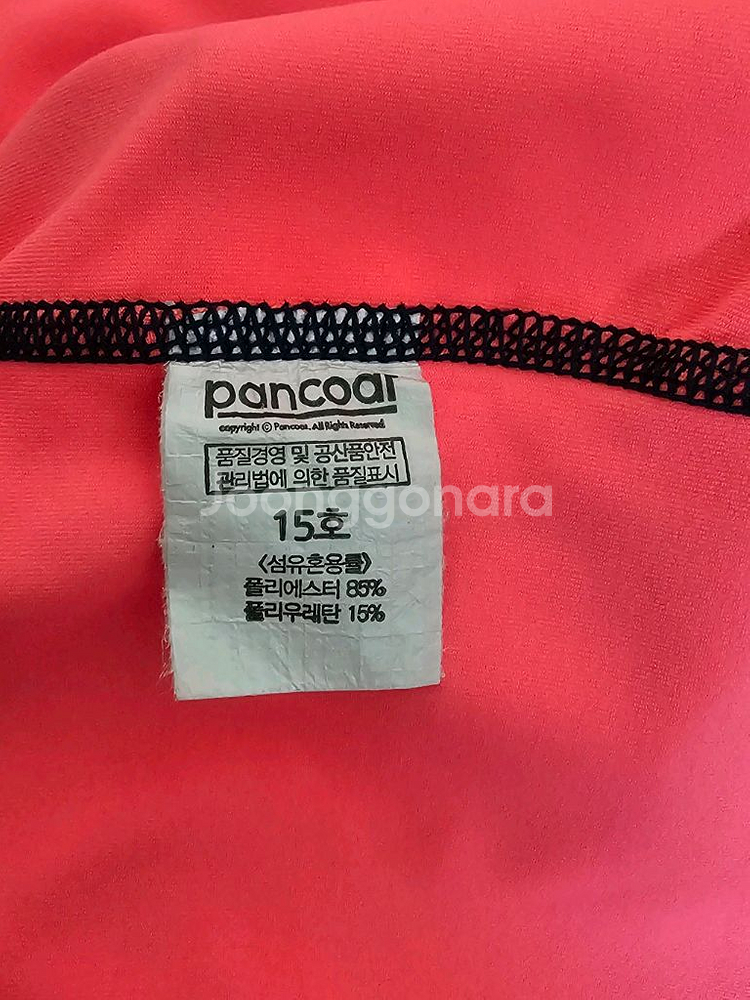 pancoat
copyright © Pancoat. All Rights Reserved
품질경영 및 공산품안전
관리법에 의한 품질표시
Joonggonara
15호
〈섬유혼용률〉
폴리에스터 85%
폴리우레탄 15%